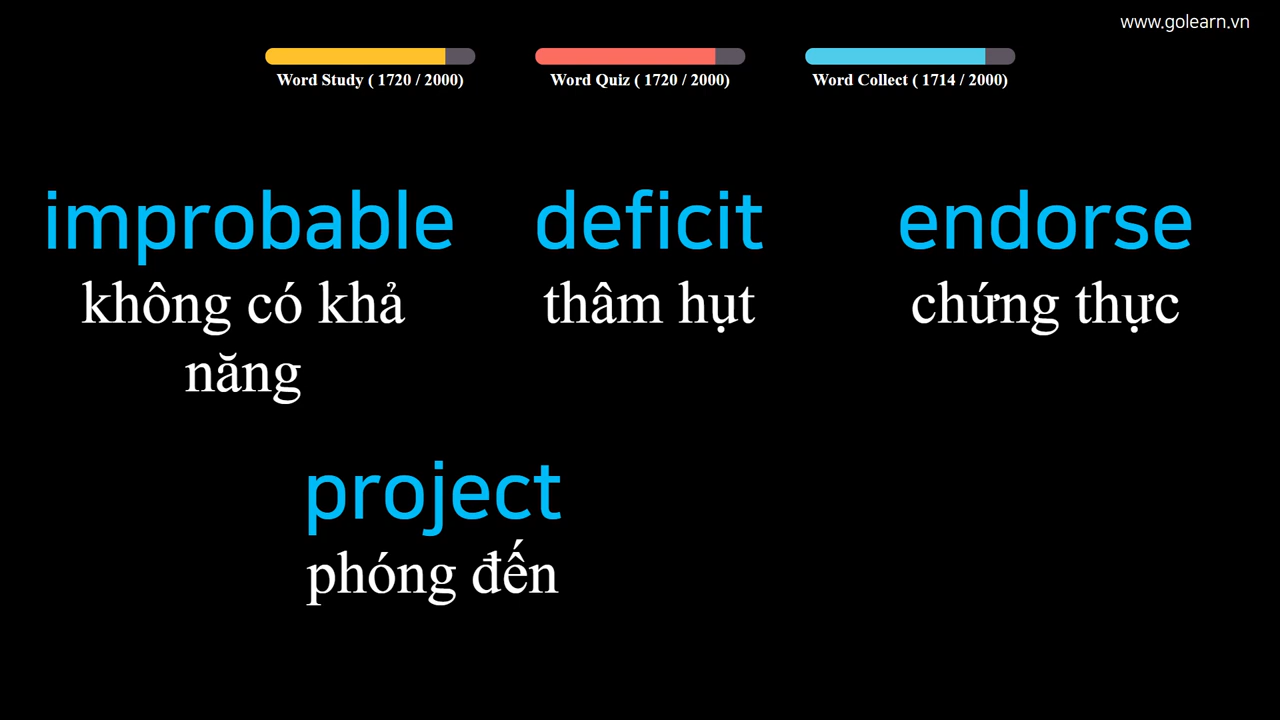 www.golearn.vn
Word Study ( 1720 / 2000)
Word Quiz ( 1720 / 2000)
Word Collect ( 1714 / 2000)
improbable
không có khả
năng
deficit
thâm hụt
endorse
chứng thực
project
phóng đến